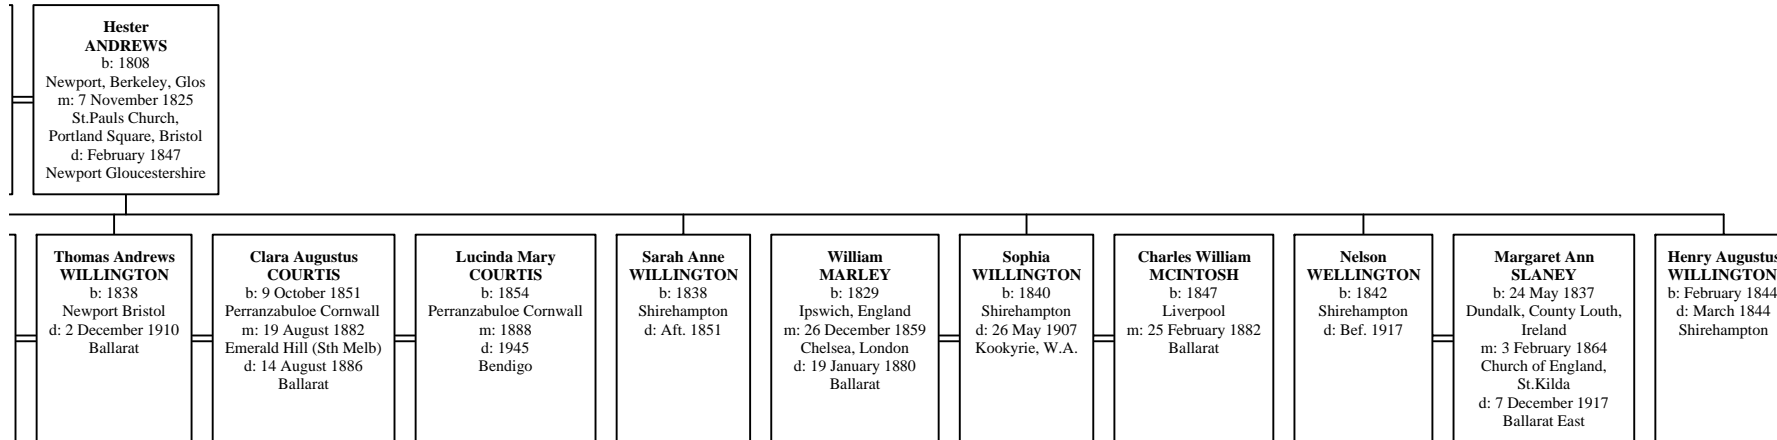 Hester
ANDREWS
b: 1808
Newport, Berkeley, Glos
m: 7 November 1825
St.Pauls Church,
Portland Square, Bristol
d: February 1847
Newport Gloucestershire
Thomas Andrews
WILLINGTON
b: 1838
Newport Bristol
d: 2 December 1910
Ballarat
Clara Augustus
COURTIS
b: 9 October 1851
Perranzabuloe Cornwall
m: 19 August 1882
Emerald Hill (Sth Melb)
d: 14 August 1886
Ballarat
Lucinda Mary
COURTIS
b: 1854
Perranzabuloe Cornwall
m: 1888
d: 1945
Bendigo
Sarah Anne
WILLINGTON
b: 1838
Shirehampton
d: Aft. 1851
William
MARLEY
b: 1829
Ipswich, England
m: 26 December 1859
Chelsea, London
d: 19 January 1880
Ballarat
Sophia
WILLINGTON
b: 1840
Shirehampton
d: 26 May 1907
Kookyrie, W.A.
Charles William
MCINTOSH
b: 1847
Liverpool
m: 25 February 1882
Ballarat
Nelson
WELLINGTON
b: 1842
Shirehampton
d: Bef. 1917
Margaret Ann
SLANEY
b: 24 May 1837
Dundalk, County Louth,
Ireland
m: 3 February 1864
Church of England,
St.Kilda
d: 7 December 1917
Ballarat East
Henry Augustus
WILLINGTON
b: February 1844
d: March 1844
Shirehampton